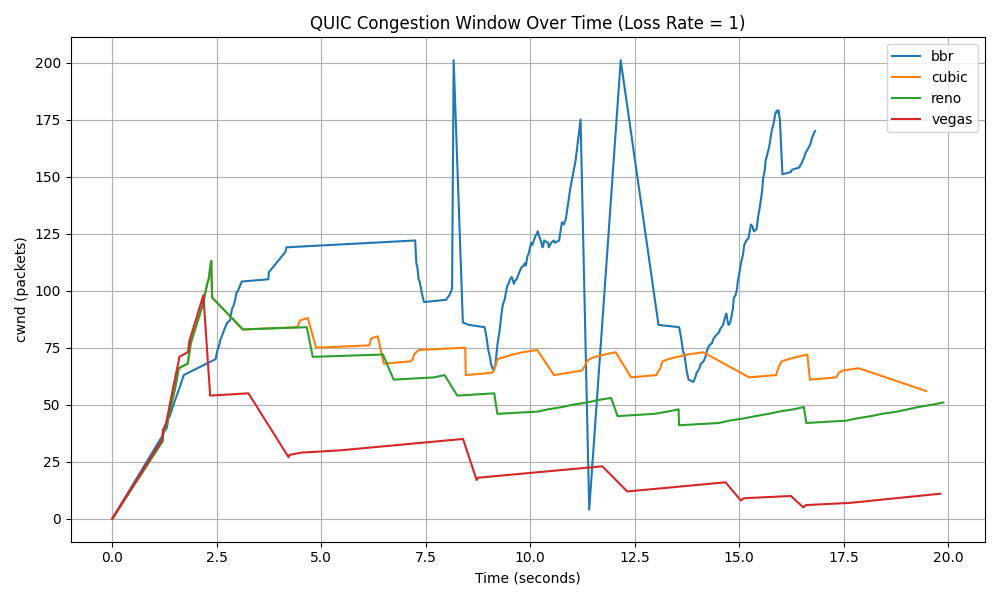 QUIC Congestion Window Over Time (Loss Rate = 1)
bbr
cubic
reno
vegas
cwnd (packets)
200
175
150
125
100
75
50
25
0
0.0 2.5 5.0 7.5 10.0 12.5 15.0 17.5 20.0
Time (seconds)